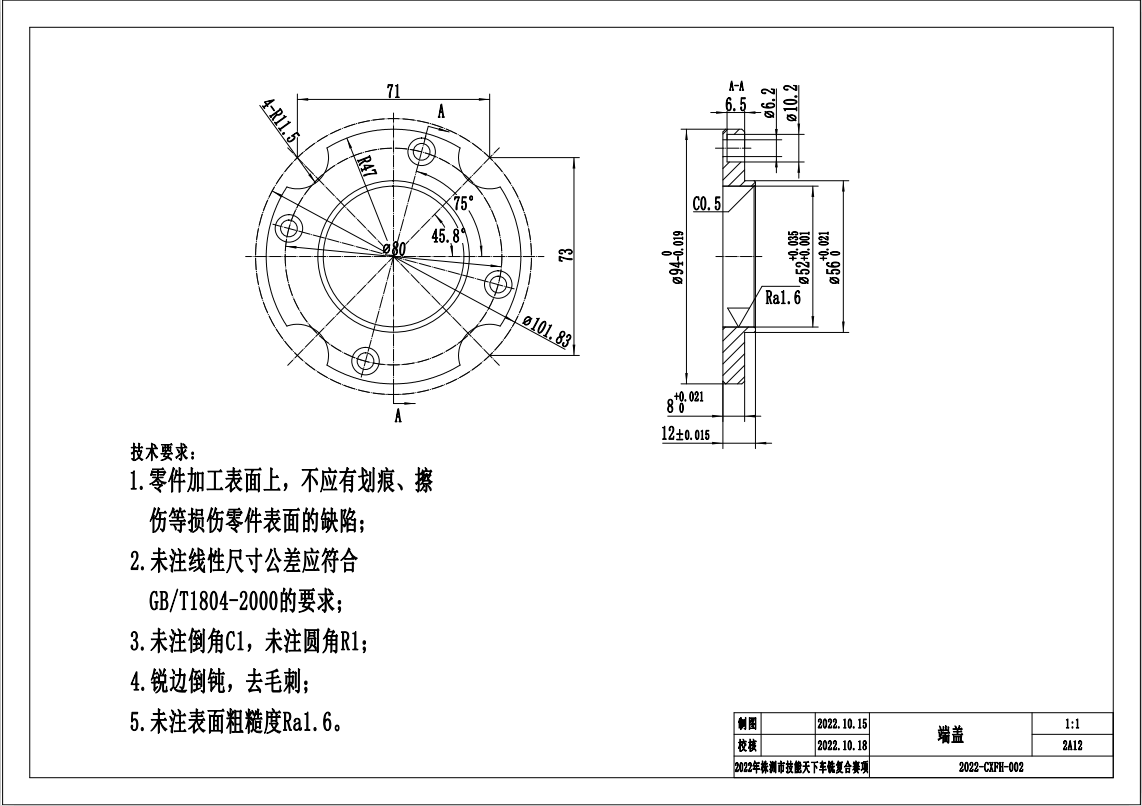 71
A
4-R11.5
R47
75°
45.8°
ø80
73
ø101.83
A
A-A
6.5
ø6.2
ø10.2
C0.5
ø94 0 -0.019
ø52 +0.035 +0.001
ø56 +0.021 0
Ra1.6
8 +0.021 0
12±0.015
技术要求：
1.零件加工表面上，不应有划痕、擦
伤等损伤零件表面的缺陷；
2.未注线性尺寸公差应符合
GB/T1804-2000的要求；
3.未注倒角C1，未注圆角R1；
4.锐边倒钝，去毛刺；
5.未注表面粗糙度Ra1.6。
制图 2022.10.15 端盖 1:1
校核 2022.10.18 2A12
2022年株洲市技能天下车铣复合赛项 2022-CXFH-002